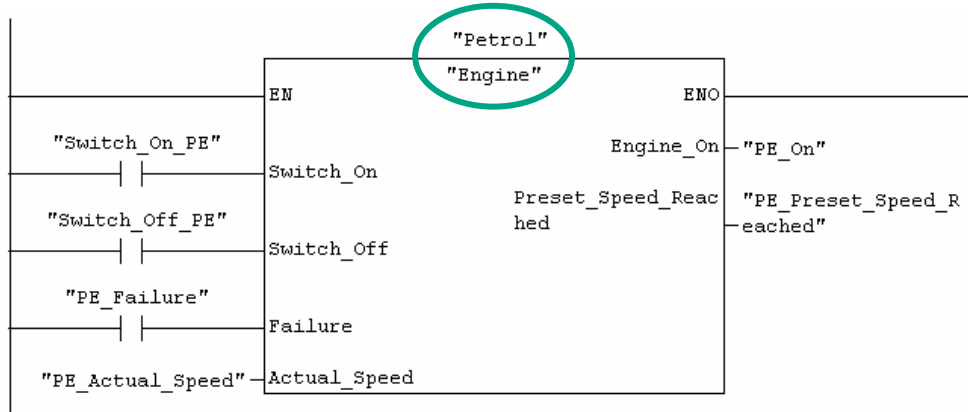 "Petrol"
"Engine"
EN
ENO
"Switch_On_PE"
Switch_On
Engine_On
"PE_On"
"Switch_Off_PE"
Switch_Off
Preset_Speed_Reac
hed
"PE_Preset_Speed_R
eached"
"PE_Failure"
Failure
"PE_Actual_Speed"
Actual_Speed